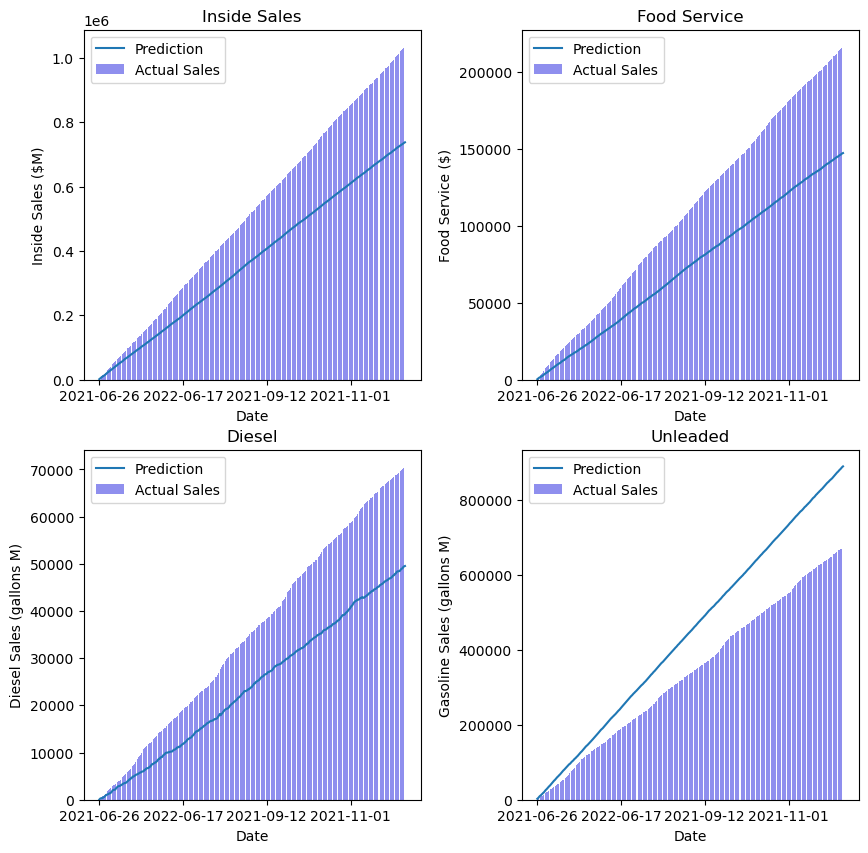 Inside Sales
1e6
Prediction
Actual Sales
1.0
0.8
0.6
0.4
0.2
0.0
Inside Sales ($M)
2021-06-26 2022-06-17 2021-09-12 2021-11-01
Date
Food Service
Prediction
Actual Sales
200000
150000
100000
50000
0
Food Service ($)
2021-06-26 2022-06-17 2021-09-12 2021-11-01
Date
Diesel
Prediction
Actual Sales
70000
60000
50000
40000
30000
20000
10000
0
Diesel Sales (gallons M)
2021-06-26 2022-06-17 2021-09-12 2021-11-01
Date
Unleaded
Prediction
Actual Sales
800000
600000
400000
200000
0
Gasoline Sales (gallons M)
2021-06-26 2022-06-17 2021-09-12 2021-11-01
Date